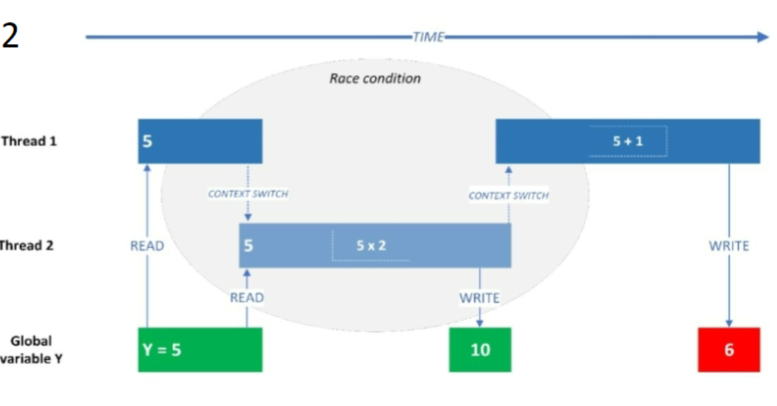 2
TIME
Race condition
Thread 1
5
5 + 1
CONTEXT SWITCH
CONTEXT SWITCH
Thread 2
READ
5
5 x 2
WRITE
READ
WRITE
Global
variable Y
Y = 5
10
6